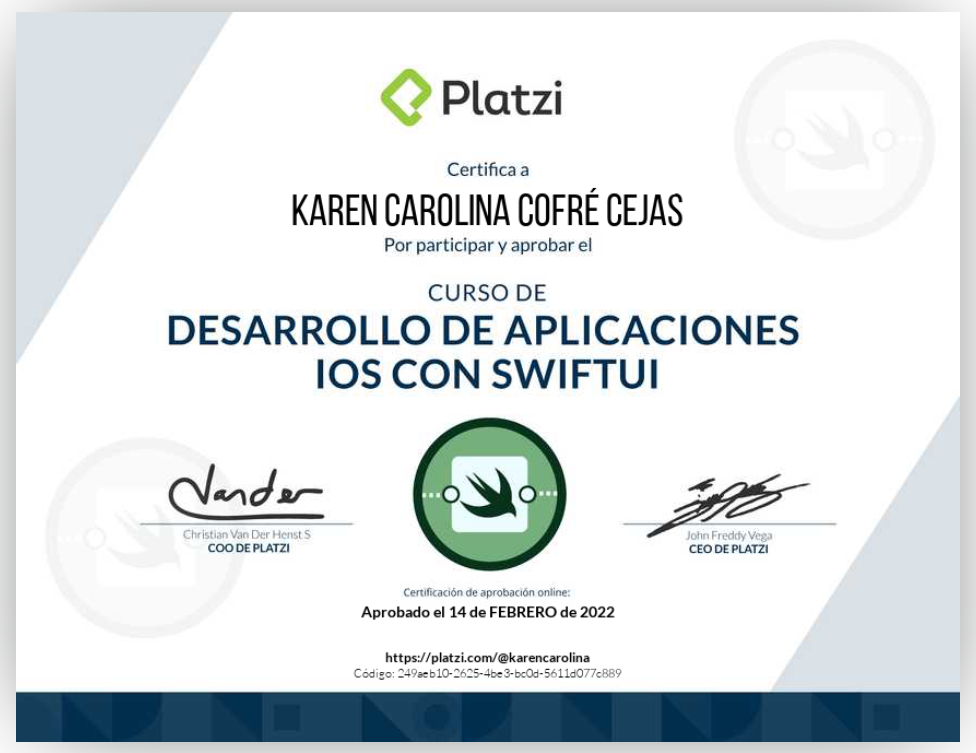 Platzi
Certifica a
KAREN CAROLINA COFRÉ CEJAS
Por participar y aprobar el
CURSO DE
DESARROLLO DE APLICACIONES
IOS CON SWIFTUI
Vander
Christian Van Der Henst S
COO DE PLATZI
John Freddy Vega
CEO DE PLATZI
Certificación de aprobación online:
Aprobado el 14 de FEBRERO de 2022
https://platzi.com/@karencarolina
Código: 249aeb10-2625-4be3-bc0d-5611d077c889